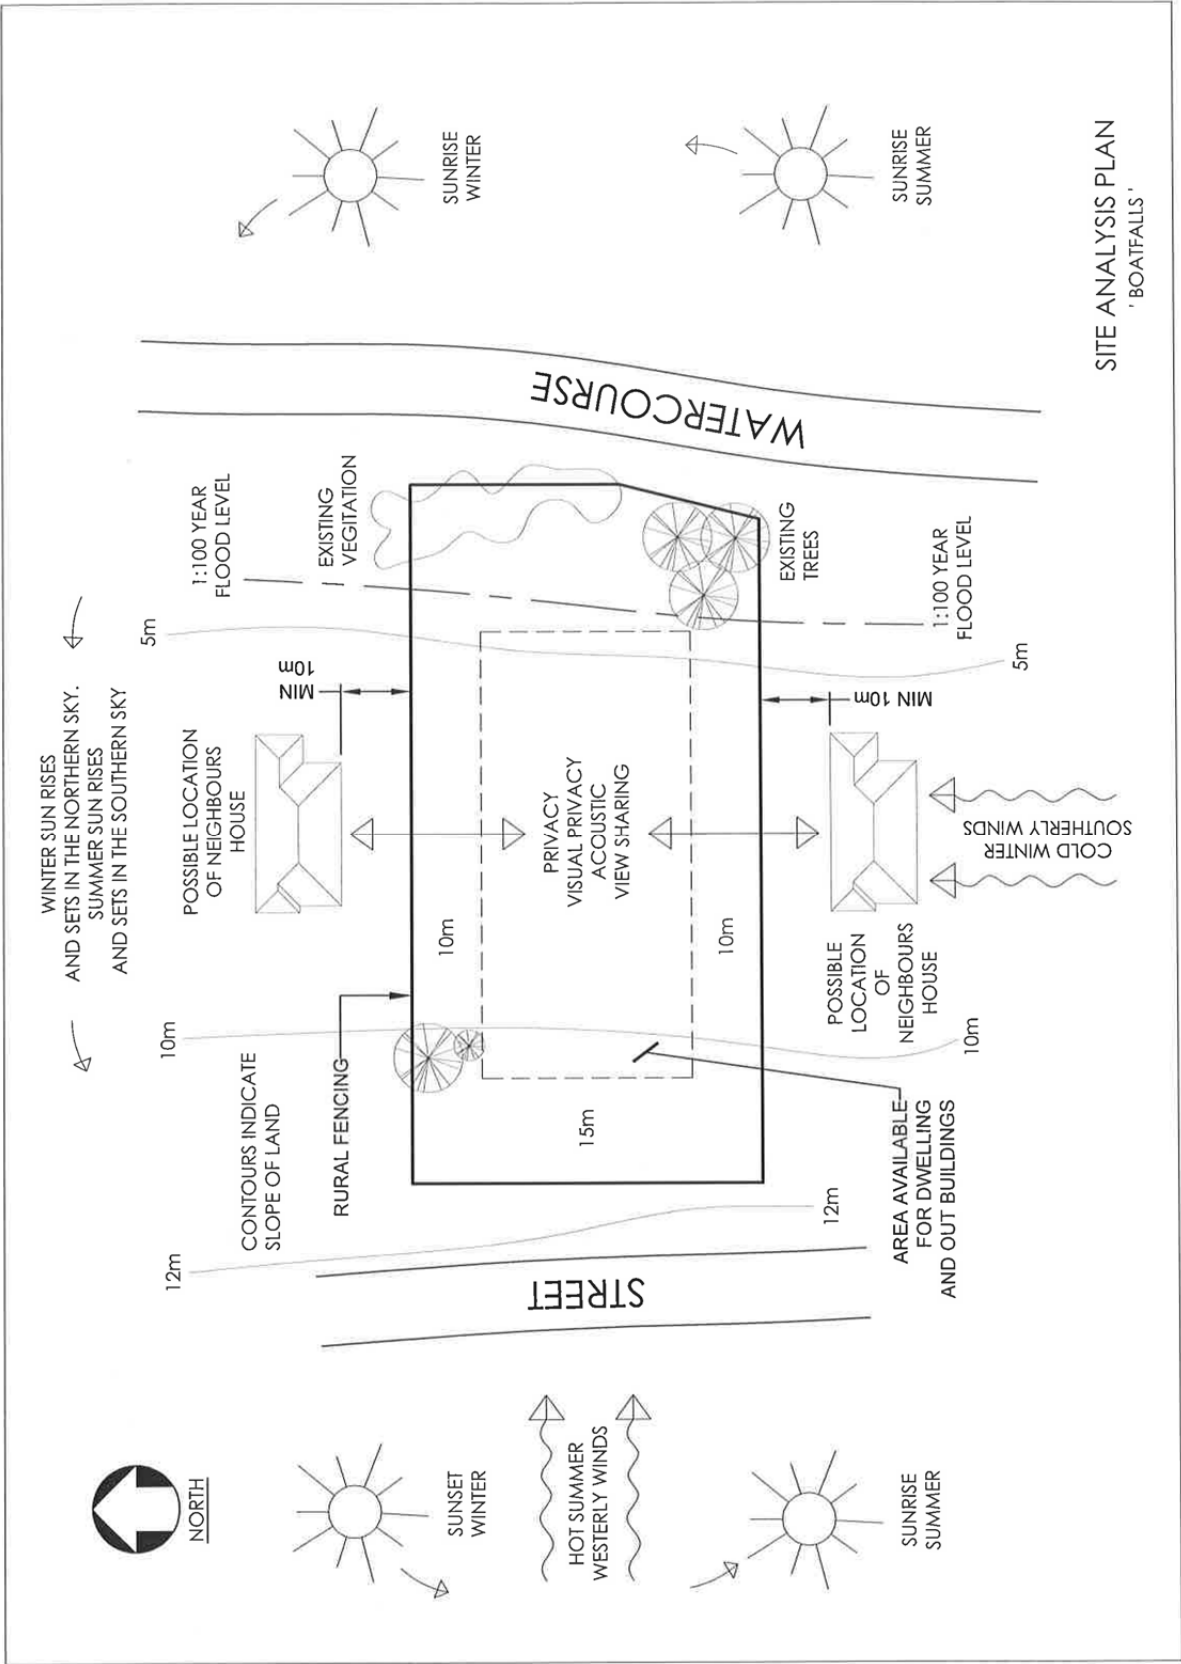 NORTH
WINTER SUN RISES
AND SETS IN THE NORTHERN SKY.
SUMMER SUN RISES
AND SETS IN THE SOUTHERN SKY
12m
10m
5m
1:100 YEAR
FLOOD LEVEL
CONTOURS INDICATE
SLOPE OF LAND
POSSIBLE LOCATION
OF NEIGHBOURS
HOUSE
MIN
10m
EXISTING
VEGITATION
RURAL FENCING
SUNSET
WINTER
SUNRISE
WINTER
10m
HOT SUMMER
WESTERLY WINDS
STREET
15m
PRIVACY
VISUAL PRIVACY
ACOUSTIC
VIEW SHARING
WATERCOURSE
10m
EXISTING
TREES
12m
POSSIBLE
LOCATION
OF
NEIGHBOURS
HOUSE
MIN 10m
SUNRISE
SUMMER
AREA AVAILABLE
FOR DWELLING
AND OUT BUILDINGS
10m
5m
1:100 YEAR
FLOOD LEVEL
SUNRISE
SUMMER
COLD WINTER
SOUTHERLY WINDS
SITE ANALYSIS PLAN
' BOATFALLS '